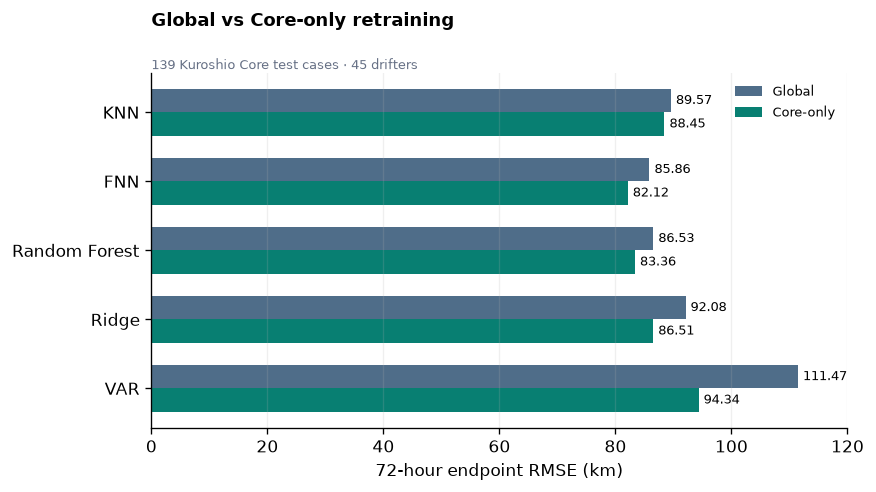 Global vs Core-only retraining
139 Kuroshio Core test cases · 45 drifters
Global
Core-only
KNN
89.57
88.45
FNN
85.86
82.12
Random Forest
86.53
83.36
Ridge
92.08
86.51
VAR
111.47
94.34
0 20 40 60 80 100 120
72-hour endpoint RMSE (km)